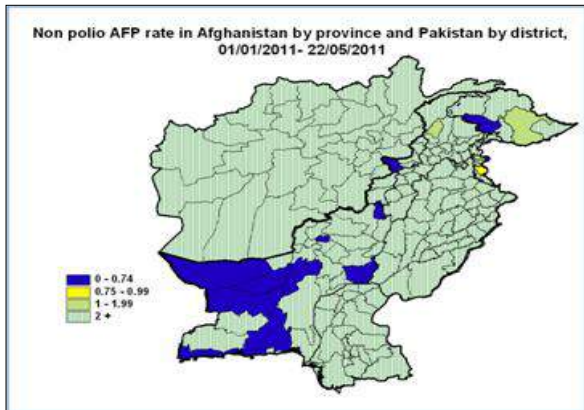 Non polio AFP rate in Afghanistan by province and Pakistan by district,
01/01/2011- 22/05/2011
0 - 0.74
0.75 - 0.99
1 - 1.99
2 +